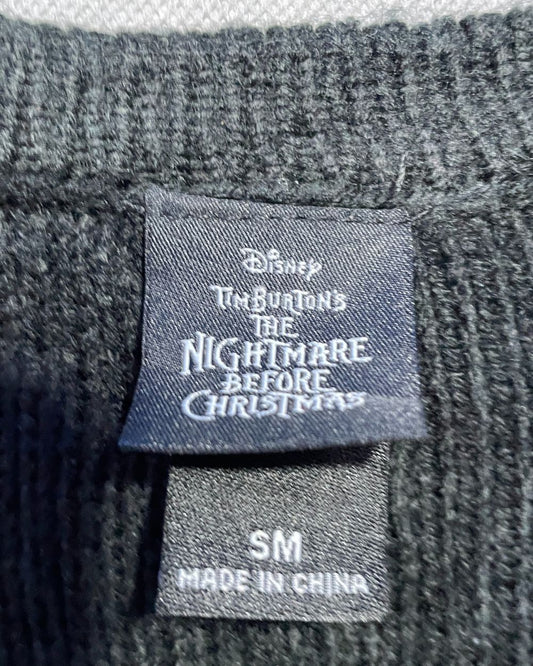 Disney
TIM BURTON'S
THE
NIGHTMARE
BEFORE
CHRISTMAS
SM
MADE IN CHINA